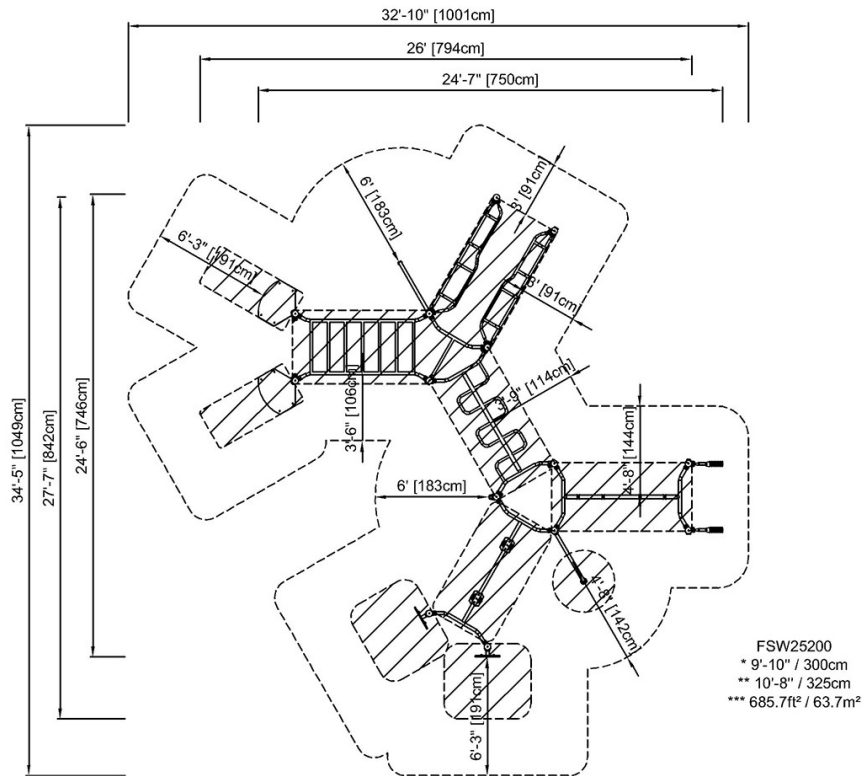 32'-10" [1001cm]
26' [794cm]
24'-7" [750cm]
34'-5" [1049cm]
27'-7" [842cm]
24'-6" [746cm]
6' [183cm]
3' [91cm]
6'-3" [191cm]
3' [91cm]
3'-9" [114cm]
3'-6" [106cm]
4'-8" [144cm]
6' [183cm]
4'-8" [142cm]
6'-3" [191cm]
FSW25200
* 9'-10" / 300cm
** 10'-8" / 325cm
*** 685.7ft² / 63.7m²